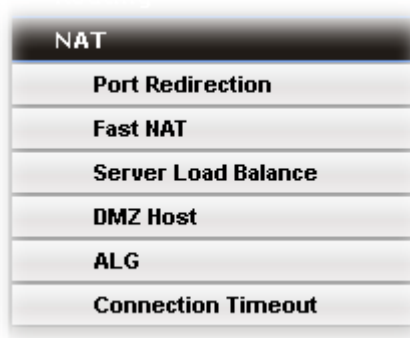 NAT
Port Redirection
Fast NAT
Server Load Balance
DMZ Host
ALG
Connection Timeout